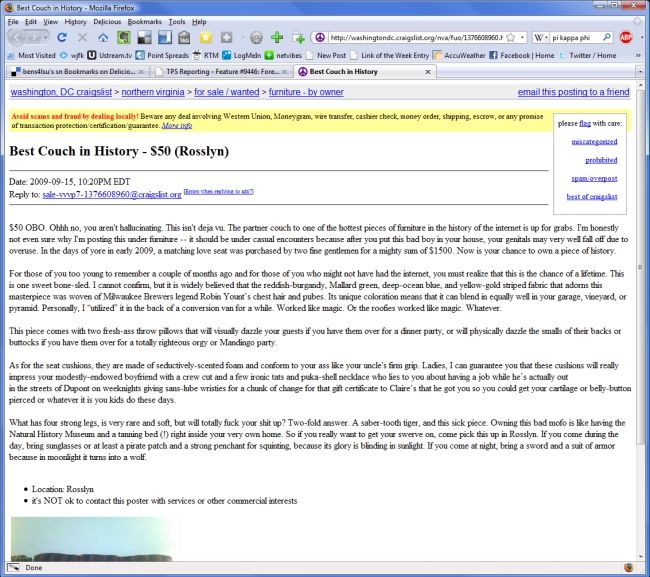 Best Couch in History - Mozilla Firefox
File Edit View History Delicious Bookmarks Tools Help
http://washingtondc.craigslist.org/nva/fuo/1376608960.h
pi kappa phi
ABP
Most Visited wjfk Ustream.tv Point Spreads RTM LogMeIn netvibes New Post Link of the Week Entry AccuWeather Facebook | Home Twitter / Home
bens4lsu's sn Bookmarks on Delicio... TPS Reporting - Feature #9446: Fore... Best Couch in History
washington, DC craigslist > northern virginia > for sale / wanted > furniture - by owner email this posting to a friend
Avoid scams and fraud by dealing locally! Beware any deal involving Western Union, Moneygram, wire transfer, cashier check, money order, shipping, escrow, or any promise
of transaction protection/certification/guarantee. More info
please flag with care:
miscategorized
prohibited
spam/overpost
best of craigslist
Best Couch in History - $50 (Rosslyn)
Date: 2009-09-15, 10:20PM EDT
Reply to: sale-vvvp7-1376608960@craigslist.org [Errors when replying to ads?]
$50 OBO. Ohhh no, you aren't hallucinating. This isn't deja vu. The partner couch to one of the hottest pieces of furniture in the history of the internet is up for grabs. I'm honestly
not even sure why I'm posting this under furniture -- it should be under casual encounters because after you put this bad boy in your house, your genitals may very well fall off due to
overuse. In the days of yore in early 2009, a matching love seat was purchased by two fine gentlemen for a mighty sum of $1500. Now is your chance to own a piece of history.
For those of you too young to remember a couple of months ago and for those of you who might not have had the internet, you must realize that this is the chance of a lifetime. This
is one sweet bone-sled. I cannot confirm, but it is widely believed that the reddish-burgandy, Mallard green, deep-ocean blue, and yellow-gold striped fabric that adorns this
masterpiece was woven of Milwaukee Brewers legend Robin Yount's chest hair and pubes. Its unique coloration means that it can blend in equally well in your garage, vineyard, or
pyramid. Personally, I "utilized" it in the back of a conversion van for a while. Worked like magic. Or the roofies worked like magic. Whatever.
This piece comes with two fresh-ass throw pillows that will visually dazzle your guests if you have them over for a dinner party, or will physically dazzle the smalls of their backs or
buttocks if you have them over for a totally righteous orgy or Mandingo party.
As for the seat cushions, they are made of seductively-scented foam and conform to your ass like your uncle's firm grip. Ladies, I can guarantee you that these cushions will really
impress your modestly-endowed boyfriend with a crew cut and a few ironic tats and puka-shell necklace who lies to you about having a job while he`s actually out
in the streets of Dupont on weeknights giving sans-lube wristies for a chunk of change for that gift certificate to Claire's that he got you so you could get your cartilage or belly-button
pierced or whatever it is you kids do these days.
What has four strong legs, is very rare and soft, but will totally fuck your shit up? Two-fold answer. A saber-tooth tiger, and this sick piece. Owning this bad mofo is like having the
Natural History Museum and a tanning bed (!) right inside your very own home. So if you really want to get your swerve on, come pick this up in Rosslyn. If you come during the
day, bring sunglasses or at least a pirate patch and a strong penchant for squinting, because its glory is blinding in sunlight. If you come at night, bring a sword and a suit of armor
because in moonlight it turns into a wolf.
Location: Rosslyn
it's NOT ok to contact this poster with services or other commercial interests
Done